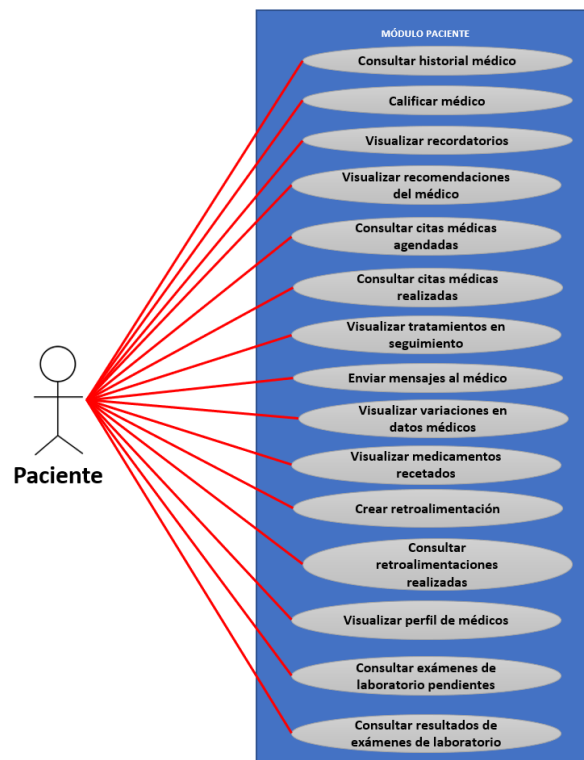 MÓDULO PACIENTE
Consultar historial médico
Calificar médico
Visualizar recordatorios
Visualizar recomendaciones
del médico
Consultar citas médicas
agendadas
Consultar citas médicas
realizadas
Visualizar tratamientos en
seguimiento
Enviar mensajes al médico
Visualizar variaciones en
datos médicos
Visualizar medicamentos
recetados
Crear retroalimentación
Consultar
retroalimentaciones
realizadas
Visualizar perfil de médicos
Consultar exámenes de
laboratorio pendientes
Consultar resultados de
exámenes de laboratorio
Paciente